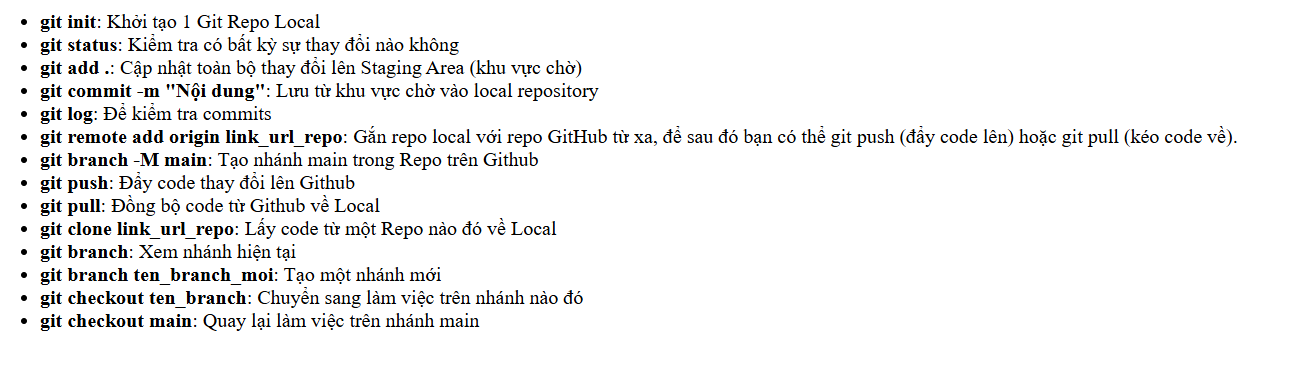 git init: Khởi tạo 1 Git Repo Local
git status: Kiểm tra có bất kỳ sự thay đổi nào không
git add .: Cập nhật toàn bộ thay đổi lên Staging Area (khu vực chờ)
git commit -m "Nội dung": Lưu từ khu vực chờ vào local repository
git log: Để kiểm tra commits
git remote add origin link_url_repo: Gắn repo local với repo GitHub từ xa, để sau đó bạn có thể git push (đẩy code lên) hoặc git pull (kéo code về).
git branch -M main: Tạo nhánh main trong Repo trên Github
git push: Đẩy code thay đổi lên Github
git pull: Đồng bộ code từ Github về Local
git clone link_url_repo: Lấy code từ một Repo nào đó về Local
git branch: Xem nhánh hiện tại
git branch ten_branch_moi: Tạo một nhánh mới
git checkout ten_branch: Chuyển sang làm việc trên nhánh nào đó
git checkout main: Quay lại làm việc trên nhánh main